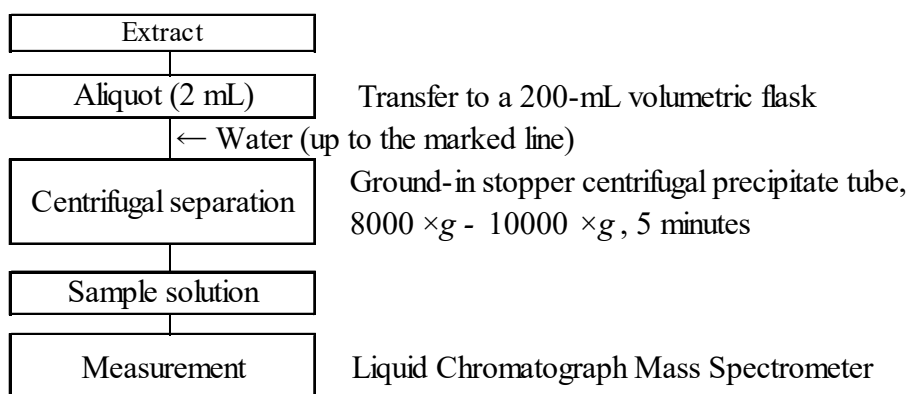 Extract
Aliquot (2 mL) Transfer to a 200-mL volumetric flask
← Water (up to the marked line)
Centrifugal separation Ground-in stopper centrifugal precipitate tube,
8000 ×g - 10000 ×g , 5 minutes
Sample solution
Measurement Liquid Chromatograph Mass Spectrometer